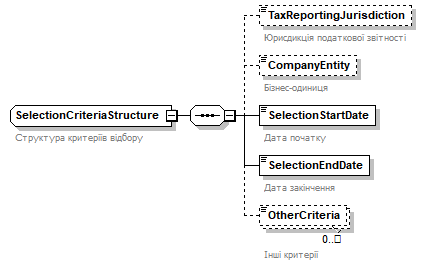 TaxReportingJurisdiction
Юрисдикція податкової звітності
CompanyEntity
Бізнес-одиниця
SelectionCriteriaStructure
Структура критеріїв відбору
SelectionStartDate
Дата початку
SelectionEndDate
Дата закінчення
OtherCriteria
0..□
Інші критерії